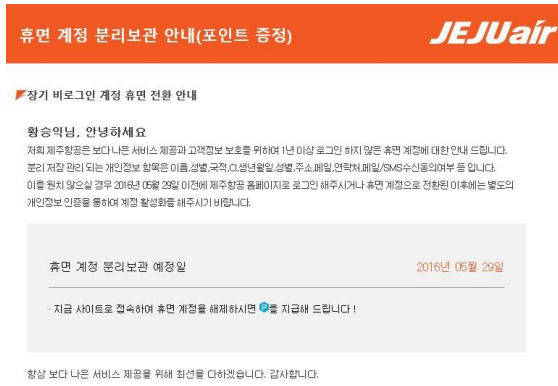 휴면 계정 분리보관 안내(포인트 증정)
JEJUair
장기 비로그인 계정 휴면 전환 안내
황승익님, 안녕하세요
저희 제주항공은 보다나은 서비스 제공과 고객정보 보호를 위하여 1년 이상 로그인 하지 않은 휴면 계정에 대한 안내 드립니다.
분리 저장 관리 되는 개인정보 항목은 이름,성별,국적,CI,생년월일,성별,주소,메일,연락처,메일/SMS수신동의여부 등 입니다.
이를 원치 않으실 경우 2016년 05월 29일 이전에 제주항공 홈페이지로 로그인 해주시거나 휴면 계정으로 전환된 이후에는 별도의
개인정보 인증을 통하여 계정 활성화를 해주시기 바랍니다.
휴면 계정 분리보관 예정일
2016년 05월 29일
· 지금 사이트로 접속하여 휴면 계정을 해제하시면 P를 지급해 드립니다 !
항상 보다 나은 서비스 제공을 위해 최선을 다하겠습니다. 감사합니다.